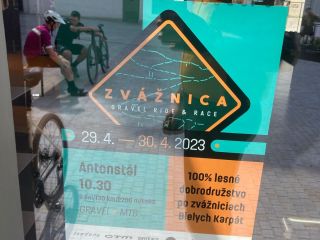 ZVÁŽNICA
GRAVEL RIDE & RACE
29. 4. — 30. 4. 2023
Antonstál
10.30
GRAVEL MTB
100% lesné
dobrodružstvo
po zvážniciach
Bielych Karpát
CTM